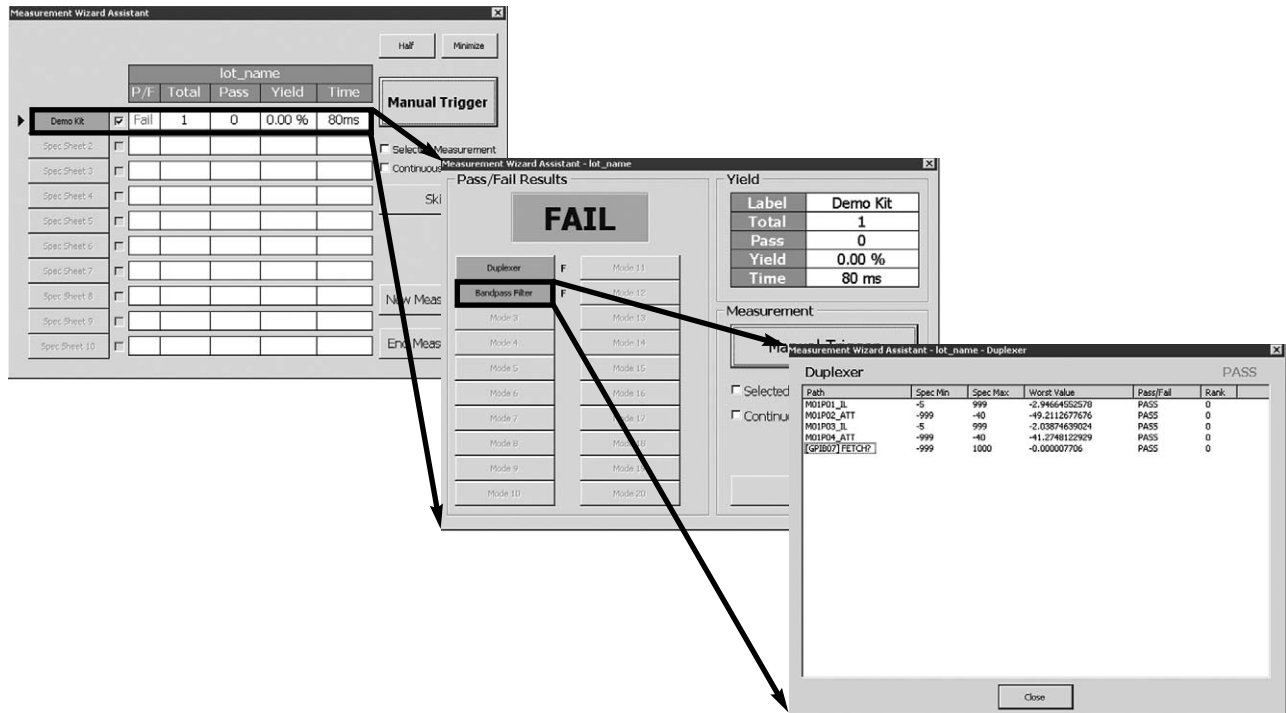 Measurement Wizard Assistant
Half Minimize
lot_name
P/F Total Pass Yield Time
Manual Trigger
Demo Kit Fail 1 0 0.00 % 80ms
Spec Sheet 2
Spec Sheet 3
Spec Sheet 4
Spec Sheet 5
Spec Sheet 6
Spec Sheet 7
Spec Sheet 8
Spec Sheet 9
Spec Sheet 10
Measurement
Continuous
Ski
New Meas
End Meas
Measurement Wizard Assistant - lot_name
Pass/Fail Results
FAIL
Duplexer F
Bandpass Filter F
Mode 3
Mode 4
Mode 5
Mode 6
Mode 7
Mode 8
Mode 9
Mode 10
Mode 11
Mode 12
Mode 13
Mode 14
Mode 15
Mode 16
Mode 17
Mode 18
Mode 19
Mode 20
Yield
Label Demo Kit
Total 1
Pass 0
Yield 0.00 %
Time 80 ms
Measurement
Selected
Measurement Wizard Assistant - lot_name - Duplexer
Duplexer PASS
Path Spec Min Spec Max Worst Value Pass/Fail Rank
M01P01_IL -5 999 -2.94664552578 PASS 0
M01P02_ATT -999 -40 -49.2112677676 PASS 0
M01P03_IL -5 999 -2.03874639024 PASS 0
M01P04_ATT -999 -40 -41.2748122929 PASS 0
[GPIB07] FETCH? -999 1000 -0.000007706 PASS 0
Close